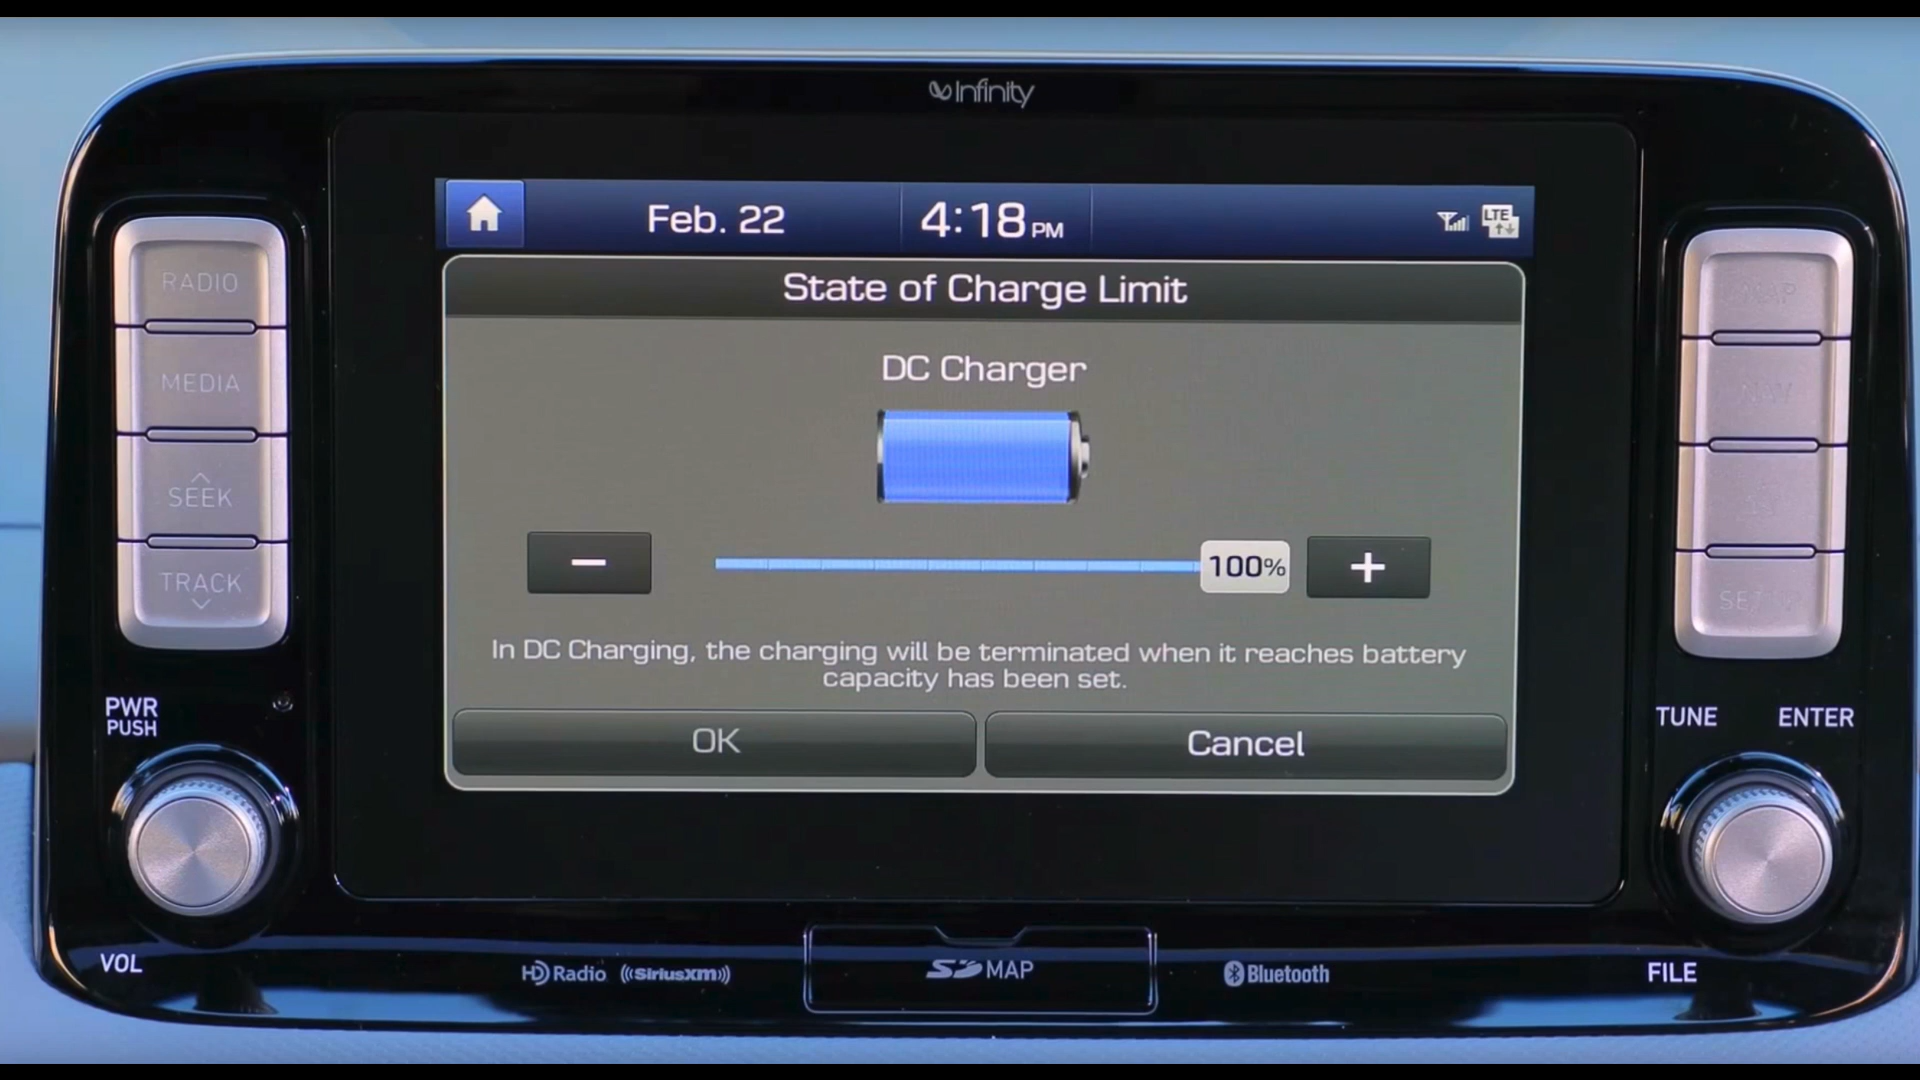 Infinity
Feb. 22
4:18 PM
LTE
State of Charge Limit
DC Charger
− 100% +
In DC Charging, the charging will be terminated when it reaches battery
capacity has been set.
OK
Cancel
RADIO
MEDIA
SEEK
TRACK
PWR
PUSH
VOL
MAP
NAV
TUNE
ENTER
FILE
HD Radio
((SiriusXM))
SD MAP
Bluetooth